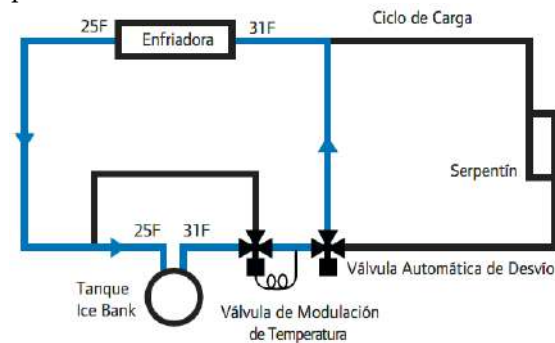 Ciclo de Carga
25F
Enfriadora
31F
Serpentín
25F
31F
Tanque
Ice Bank
Válvula Automática de Desvío
Válvula de Modulación
de Temperatura